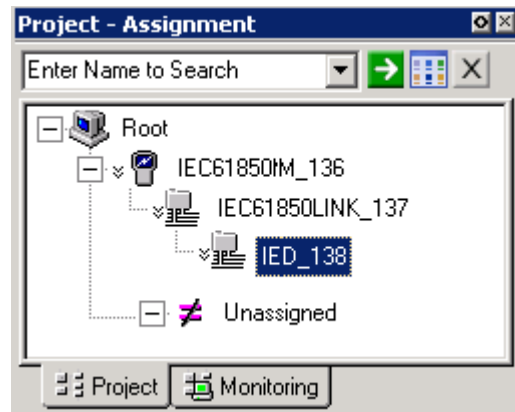 Project - Assignment
Enter Name to Search
Root
IEC61850IM_136
IEC61850LINK_137
IED_138
Unassigned
Project
Monitoring